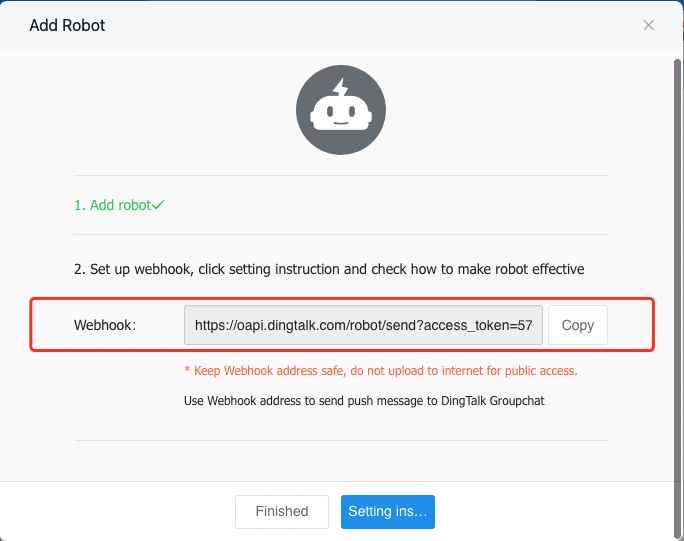 Add Robot
1. Add robot
2. Set up webhook, click setting instruction and check how to make robot effective
Webhook: https://oapi.dingtalk.com/robot/send?access_token=57 Copy
* Keep Webhook address safe, do not upload to internet for public access.
Use Webhook address to send push message to DingTalk Groupchat
Finished Setting ins...